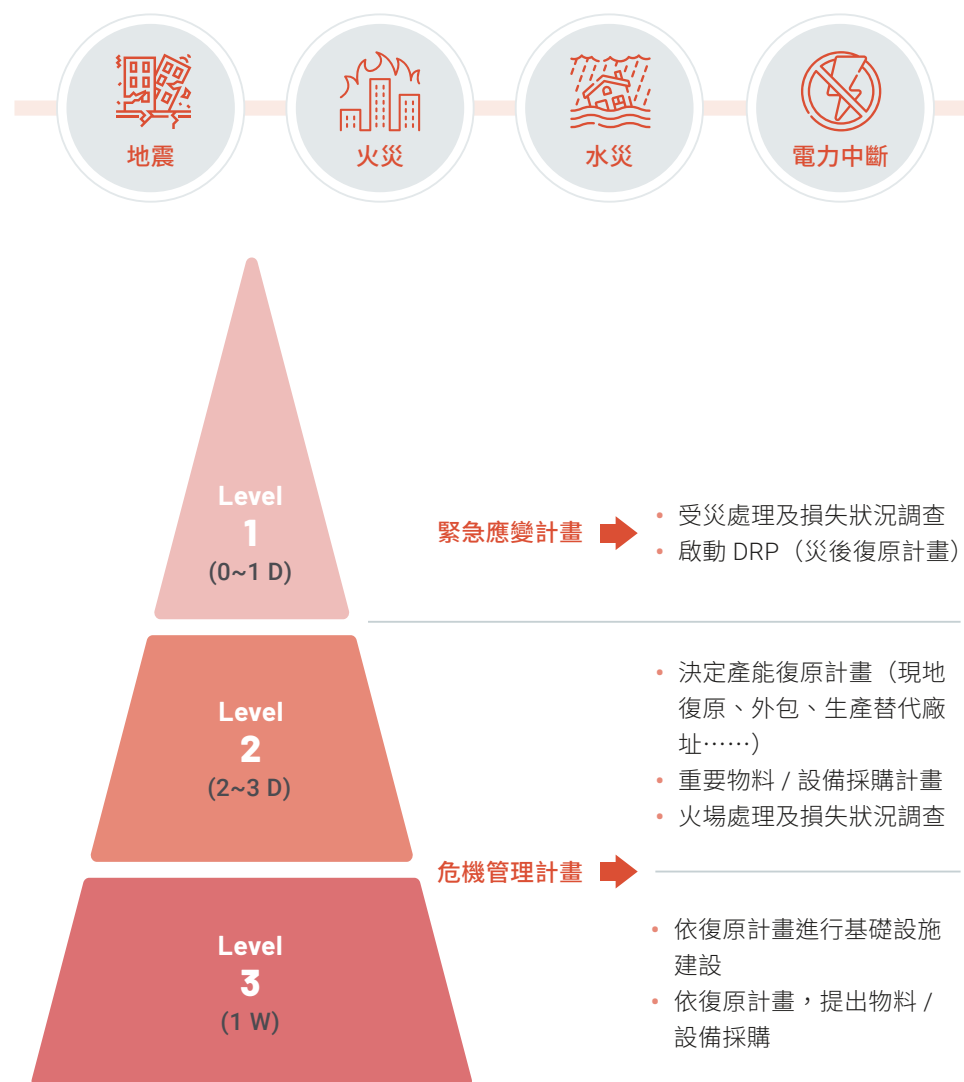 地震
火災
水災
電力中斷
Level
1
(0~1 D)
緊急應變計畫
• 受災處理及損失狀況調查
• 啟動 DRP（災後復原計畫）
Level
2
(2~3 D)
• 決定產能復原計畫（現地
復原、外包、生產替代廠
址⋯⋯）
• 重要物料 / 設備採購計畫
• 火場處理及損失狀況調查
危機管理計畫
Level
3
(1 W)
• 依復原計畫進行基礎設施
建設
• 依復原計畫，提出物料 /
設備採購